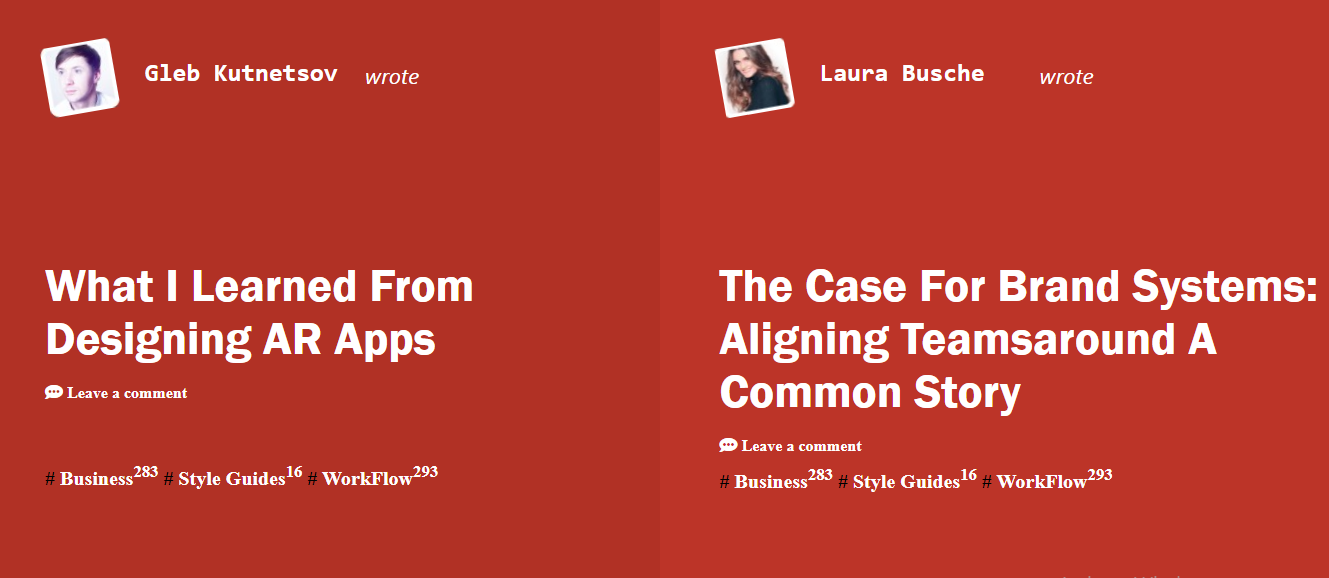 Gleb Kutnetsov wrote
What I Learned From
Designing AR Apps
Leave a comment
# Business283 # Style Guides16 # WorkFlow293
Laura Busche wrote
The Case For Brand Systems:
Aligning Teamsaround A
Common Story
Leave a comment
# Business283 # Style Guides16 # WorkFlow293